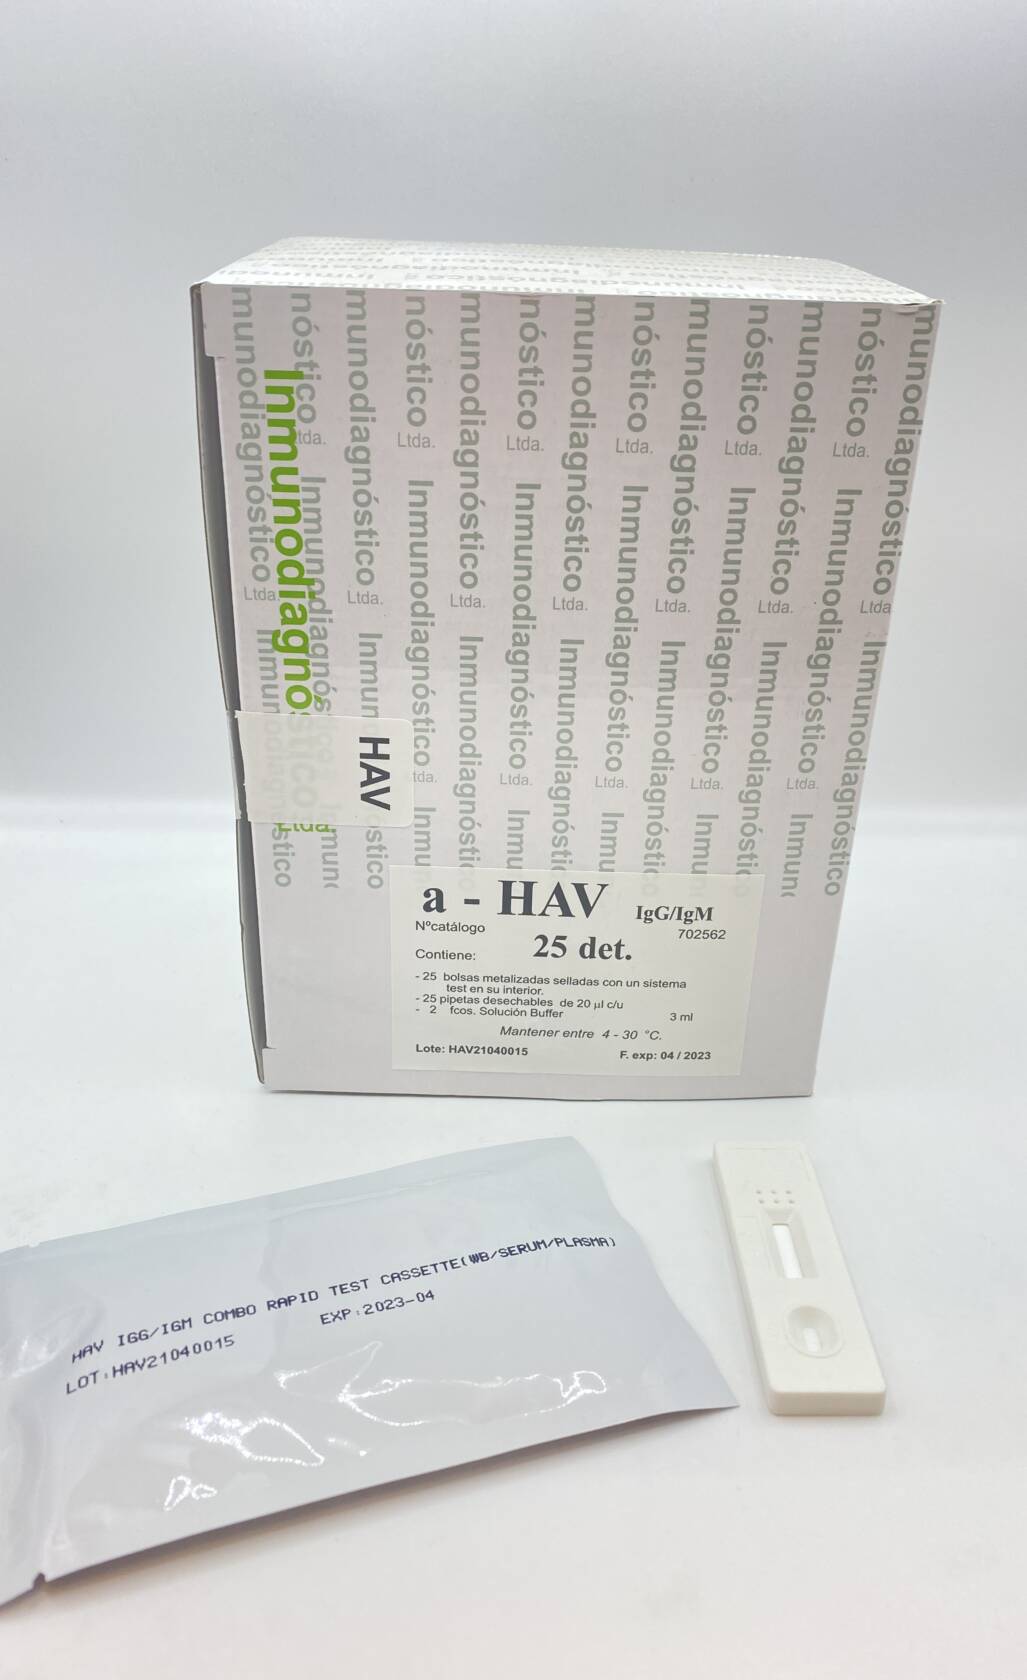 Inmunodiagnóstico Ltda.
HAV
a - HAV IgG/IgM
NºcatáIogo 702562
25 det.
Contiene:
- 25 bolsas metalizadas selladas con un sistema
test en su interior.
- 25 pipetas desechables de 20 µl c/u
- 2 fcos. Solución Buffer 3 ml
Mantener entre 4 - 30 °C.
Lote: HAV21040015 F. exp: 04 / 2023
HAV IGG/IGM COMBO RAPID TEST CASSETTE(WB/SERUM/PLASMA)
LOT:HAV21040015 EXP:2023-04